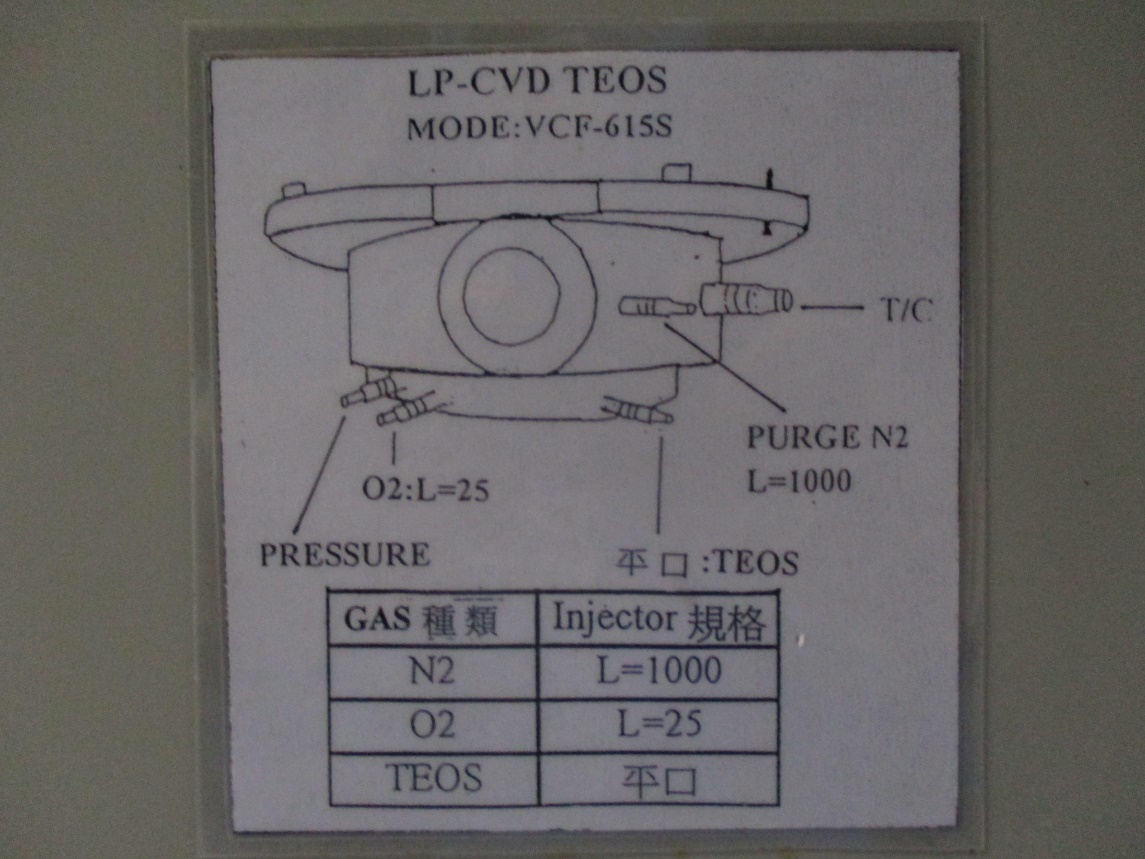 LP-CVD TEOS
MODE:VCF-615S
T/C
PURGE N2
L=1000
O2:L=25
PRESSURE
平口:TEOS
GAS 種類 Injector 規格
N2 L=1000
O2 L=25
TEOS 平口